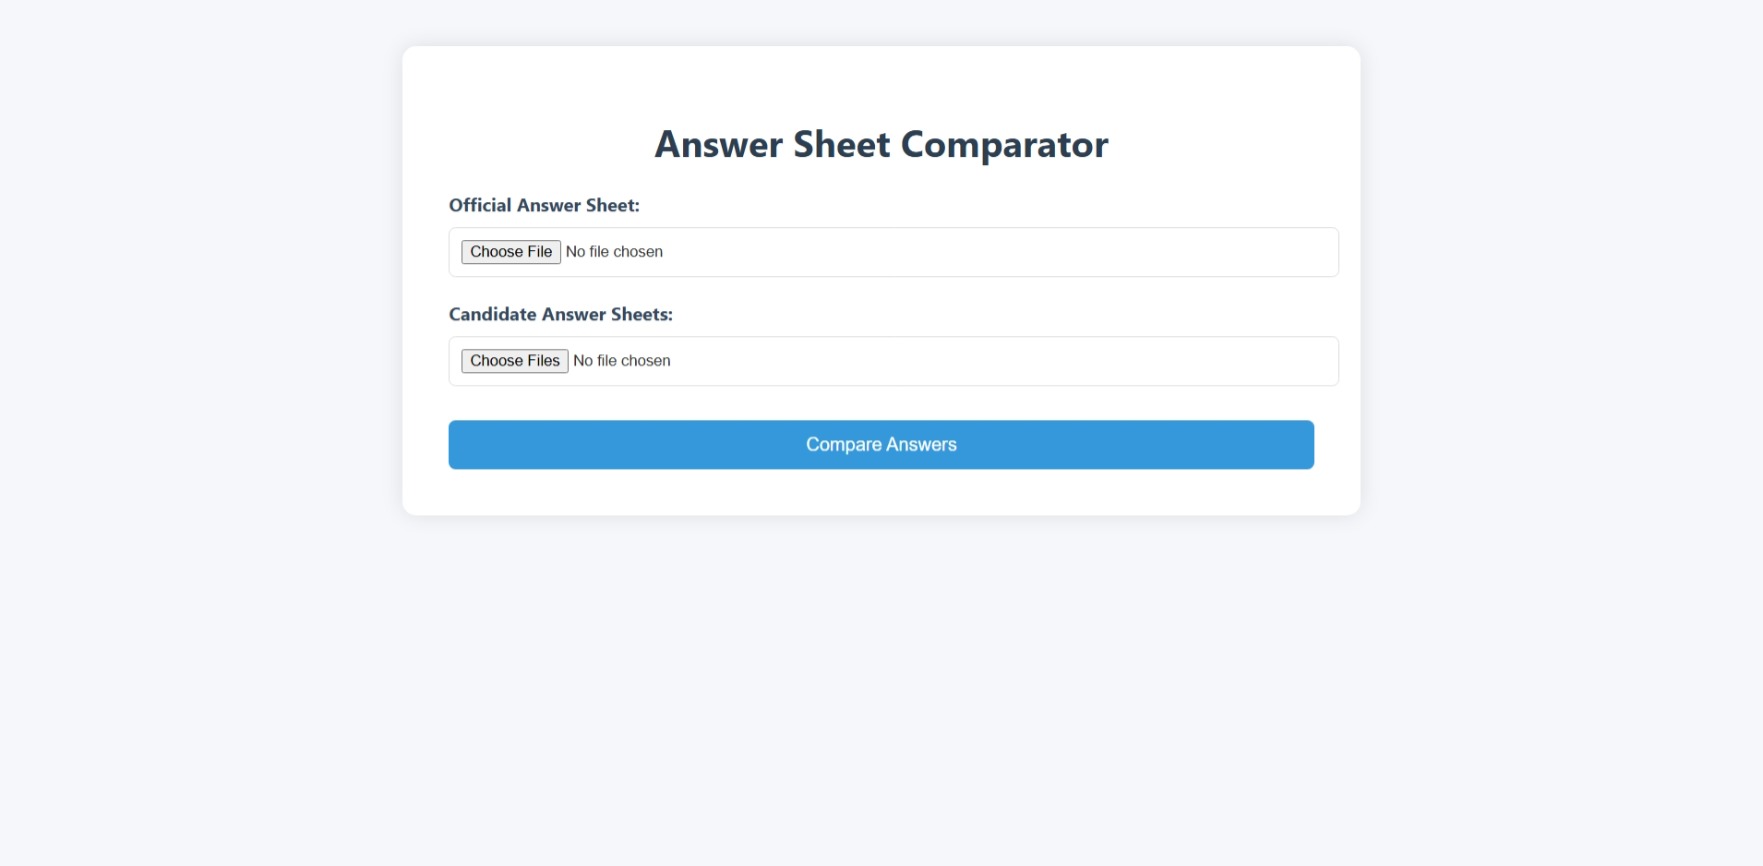 Answer Sheet Comparator
Official Answer Sheet:
Choose File No file chosen
Candidate Answer Sheets:
Choose Files No file chosen
Compare Answers